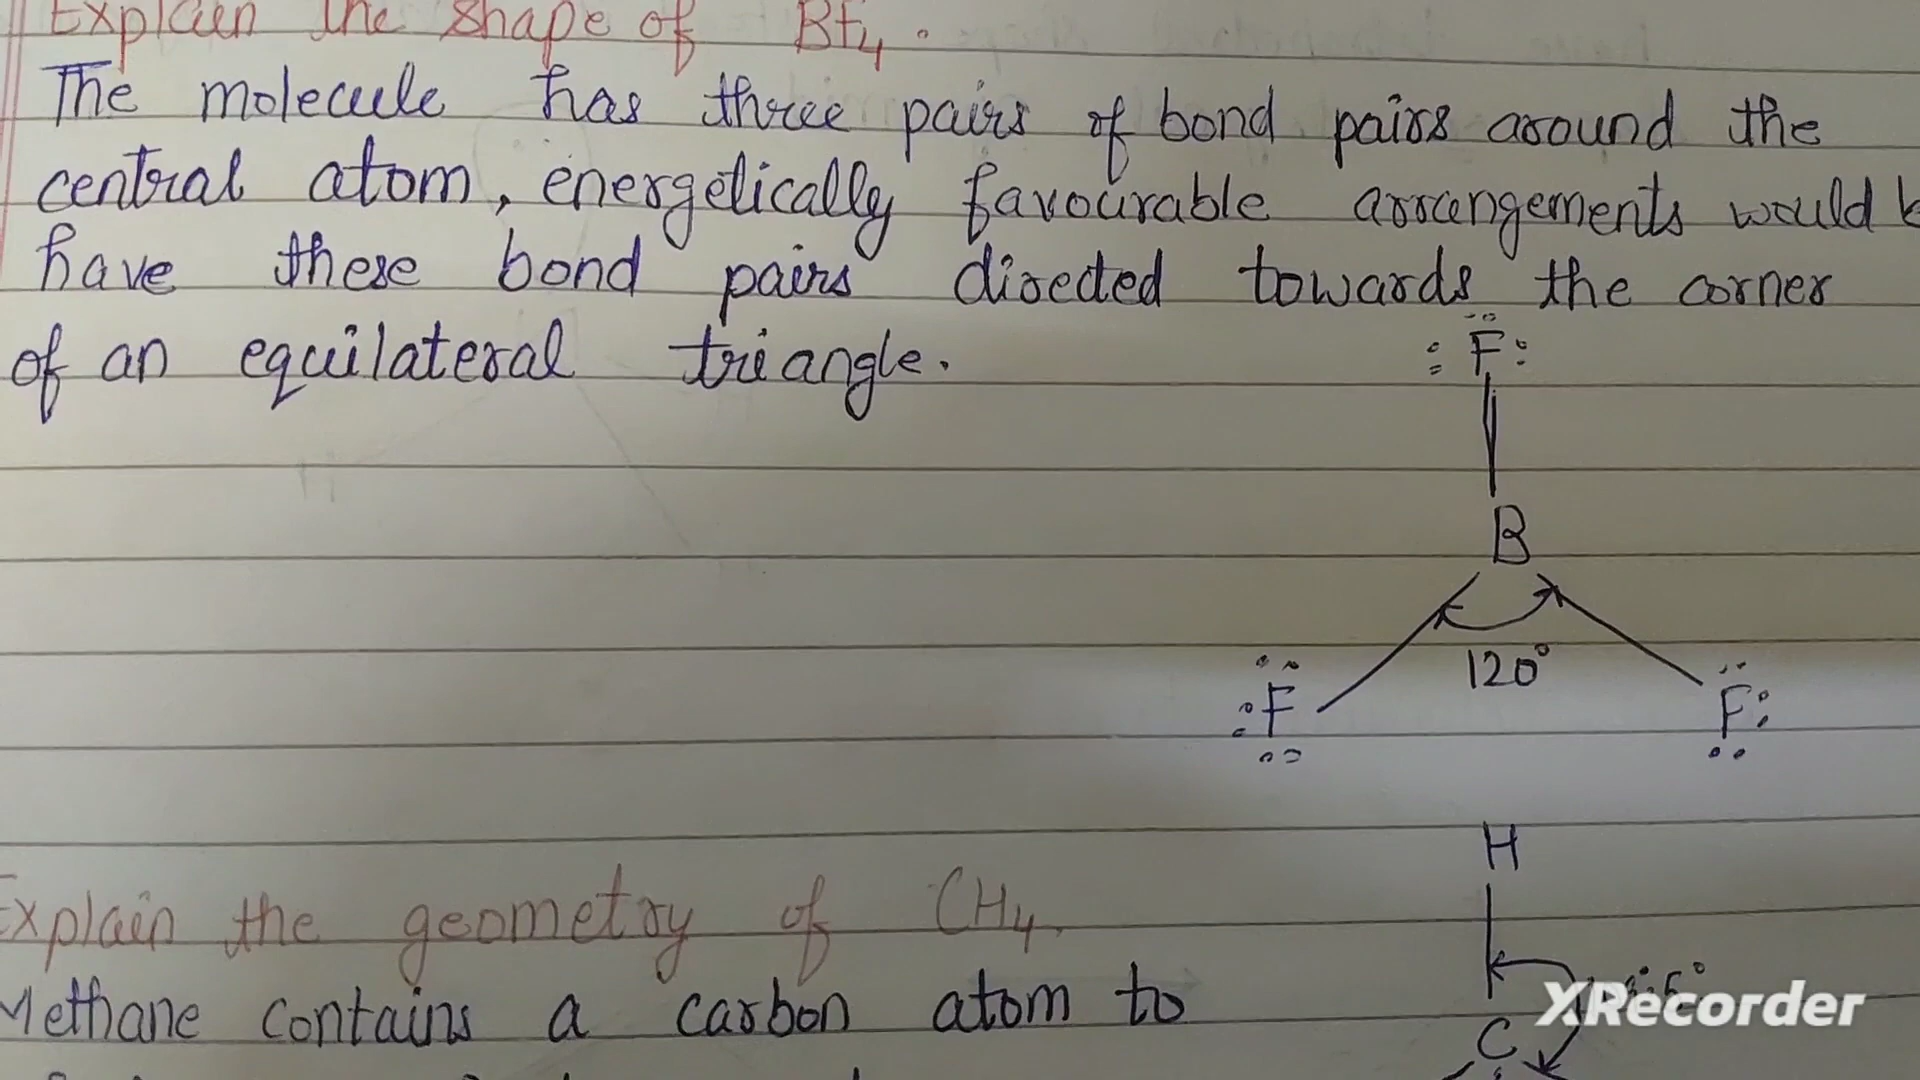 Explain the shape of BF4.
The molecule has three pairs of bond pairs around the
central atom, energetically favourable arrangements would b
have these bond pairs directed towards the corner
of an equilateral triangle.
F
B
120°
F F
H
Explain the geometry of CH4.
Methane contains a carbon atom to
C
XRecorder